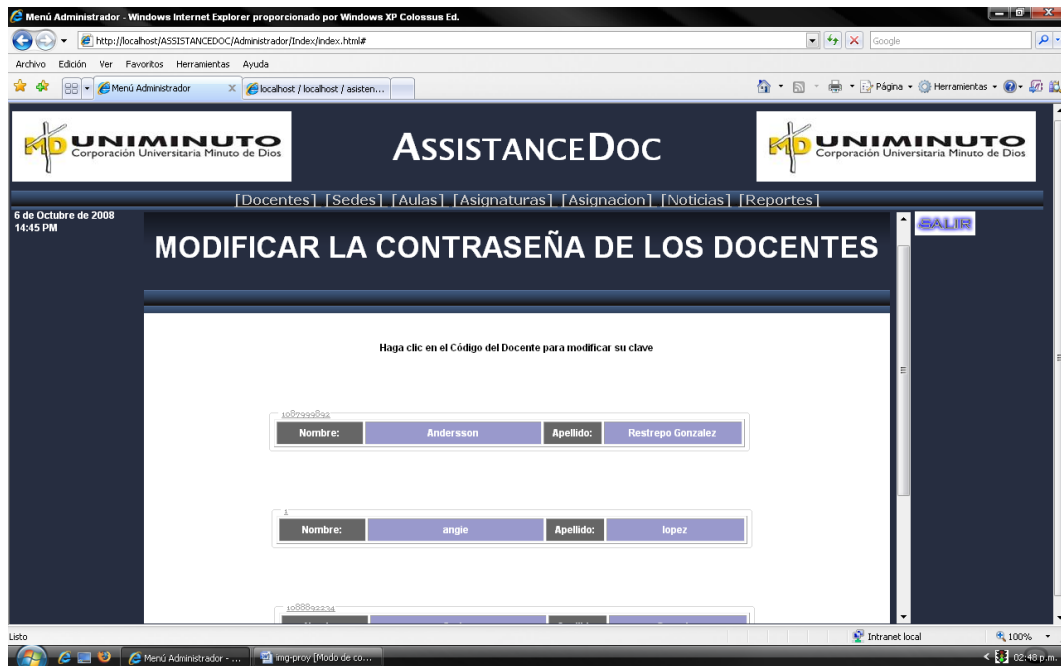 Menú Administrador - Windows Internet Explorer proporcionado por Windows XP Colossus Ed.
http://localhost/ASSISTANCEDOC/Administrador/Index/index.html#
Google
Archivo Edición Ver Favoritos Herramientas Ayuda
Menú Administrador
localhost / localhost / asisten...
Página
Herramientas
UNIMINUTO
Corporación Universitaria Minuto de Dios
ASSISTANCEDOC
UNIMINUTO
Corporación Universitaria Minuto de Dios
[Docentes] [Sedes] [Aulas] [Asignaturas] [Asignacion] [Noticias] [Reportes]
6 de Octubre de 2008
14:45 PM
SALIR
MODIFICAR LA CONTRASEÑA DE LOS DOCENTES
Haga clic en el Código del Docente para modificar su clave
1087999892
Nombre: Andersson Apellido: Restrepo Gonzalez
1
Nombre: angie Apellido: lopez
1088892234
Listo
Intranet local
100%
Menú Administrador - ...
img-proy [Modo de co...
02:48 p.m.